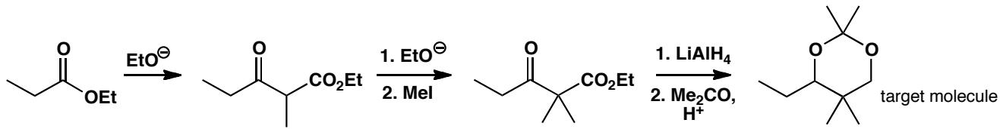 O
OEt
EtO⊖
O
CO₂Et
1. EtO⊖
2. MeI
O
CO₂Et
1. LiAlH₄
2. Me₂CO,
H⁺
O
O
target molecule